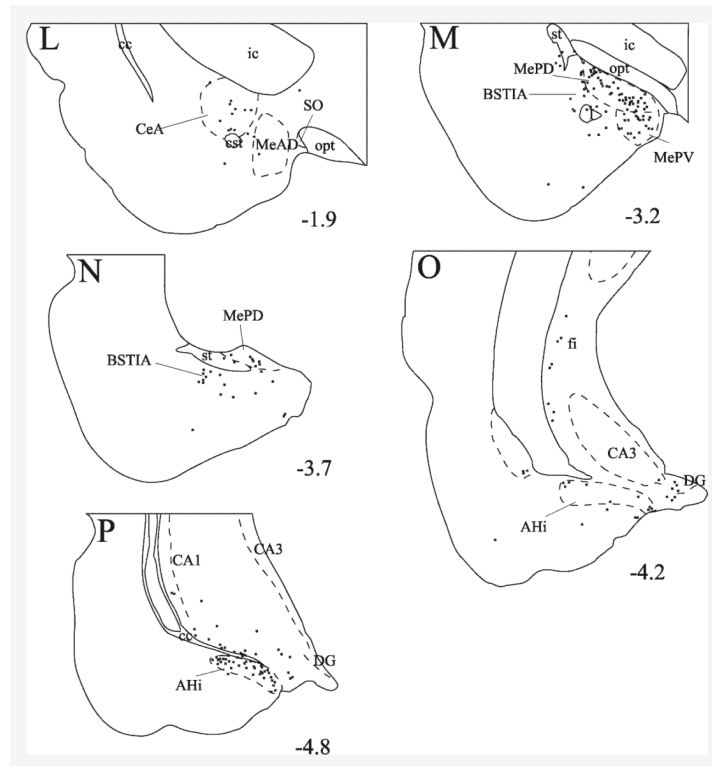 L
cc
ic
SO
CeA
cst
MeAD
opt
-1.9
M
st
ic
MePD
opt
BSTIA
I
MePV
-3.2
N
MePD
st
BSTIA
-3.7
O
fi
CA3
DG
AHi
-4.2
P
CA1
CA3
cc
DG
AHi
-4.8